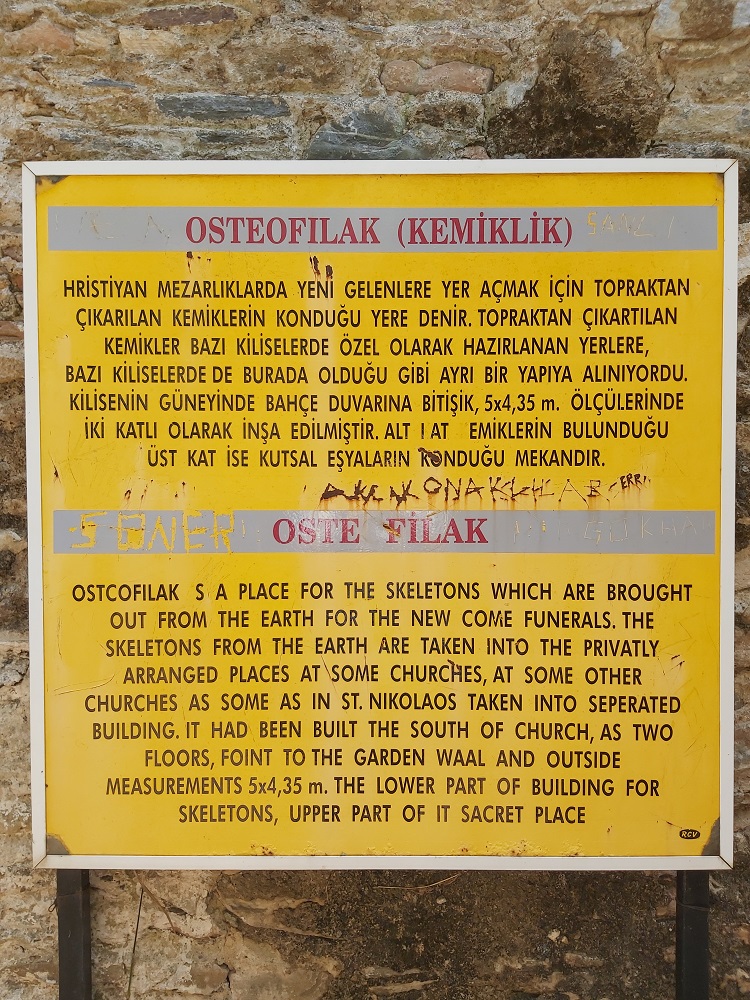 OSTEOFILAK (KEMİKLİK)
HRİSTİYAN MEZARLIKLARDA YENİ GELENLERE YER AÇMAK İÇİN TOPRAKTAN
ÇIKARILAN KEMİKLERİN KONDUĞU YERE DENİR. TOPRAKTAN ÇIKARTILAN
KEMİKLER BAZI KİLİSELERDE ÖZEL OLARAK HAZIRLANAN YERLERE,
BAZI KİLİSELERDE DE BURADA OLDUĞU GİBİ AYRI BİR YAPIYA ALINIYORDU.
KİLİSENİN GÜNEYİNDE BAHÇE DUVARINA BİTİŞİK, 5x4,35 m. ÖLÇÜLERİNDE
İKİ KATLI OLARAK İNŞA EDİLMİŞTİR. ALT AT EMİKLERİN BULUNDUĞU
ÜST KAT İSE KUTSAL EŞYALARIN KONDUĞU MEKANDIR.
SONER OSTE FİLAK GÖKHAN
OSTCOFILAK S A PLACE FOR THE SKELETONS WHICH ARE BROUGHT
OUT FROM THE EARTH FOR THE NEW COME FUNERALS. THE
SKELETONS FROM THE EARTH ARE TAKEN INTO THE PRIVATLY
ARRANGED PLACES AT SOME CHURCHES, AT SOME OTHER
CHURCHES AS SOME AS IN ST. NIKOLAOS TAKEN INTO SEPERATED
BUILDING. IT HAD BEEN BUILT THE SOUTH OF CHURCH, AS TWO
FLOORS, FOINT TO THE GARDEN WAAL AND OUTSIDE
MEASUREMENTS 5x4,35 m. THE LOWER PART OF BUILDING FOR
SKELETONS, UPPER PART OF IT SACRET PLACE
RCV